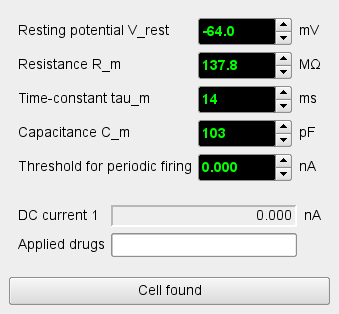 Resting potential V_rest -64.0 mV
Resistance R_m 137.8 MΩ
Time-constant tau_m 14 ms
Capacitance C_m 103 pF
Threshold for periodic firing 0.000 nA
DC current 1 0.000 nA
Applied drugs
Cell found